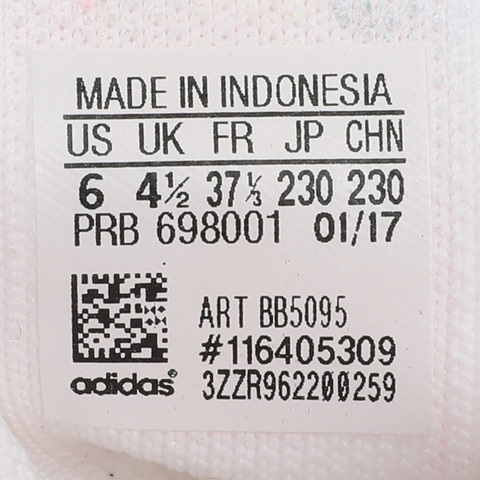 MADE IN INDONESIA
US UK FR JP CHN
6 4½ 37⅓ 230 230
PRB 698001 01/17
ART BB5095
#116405309
adidas® 3ZZR962200259